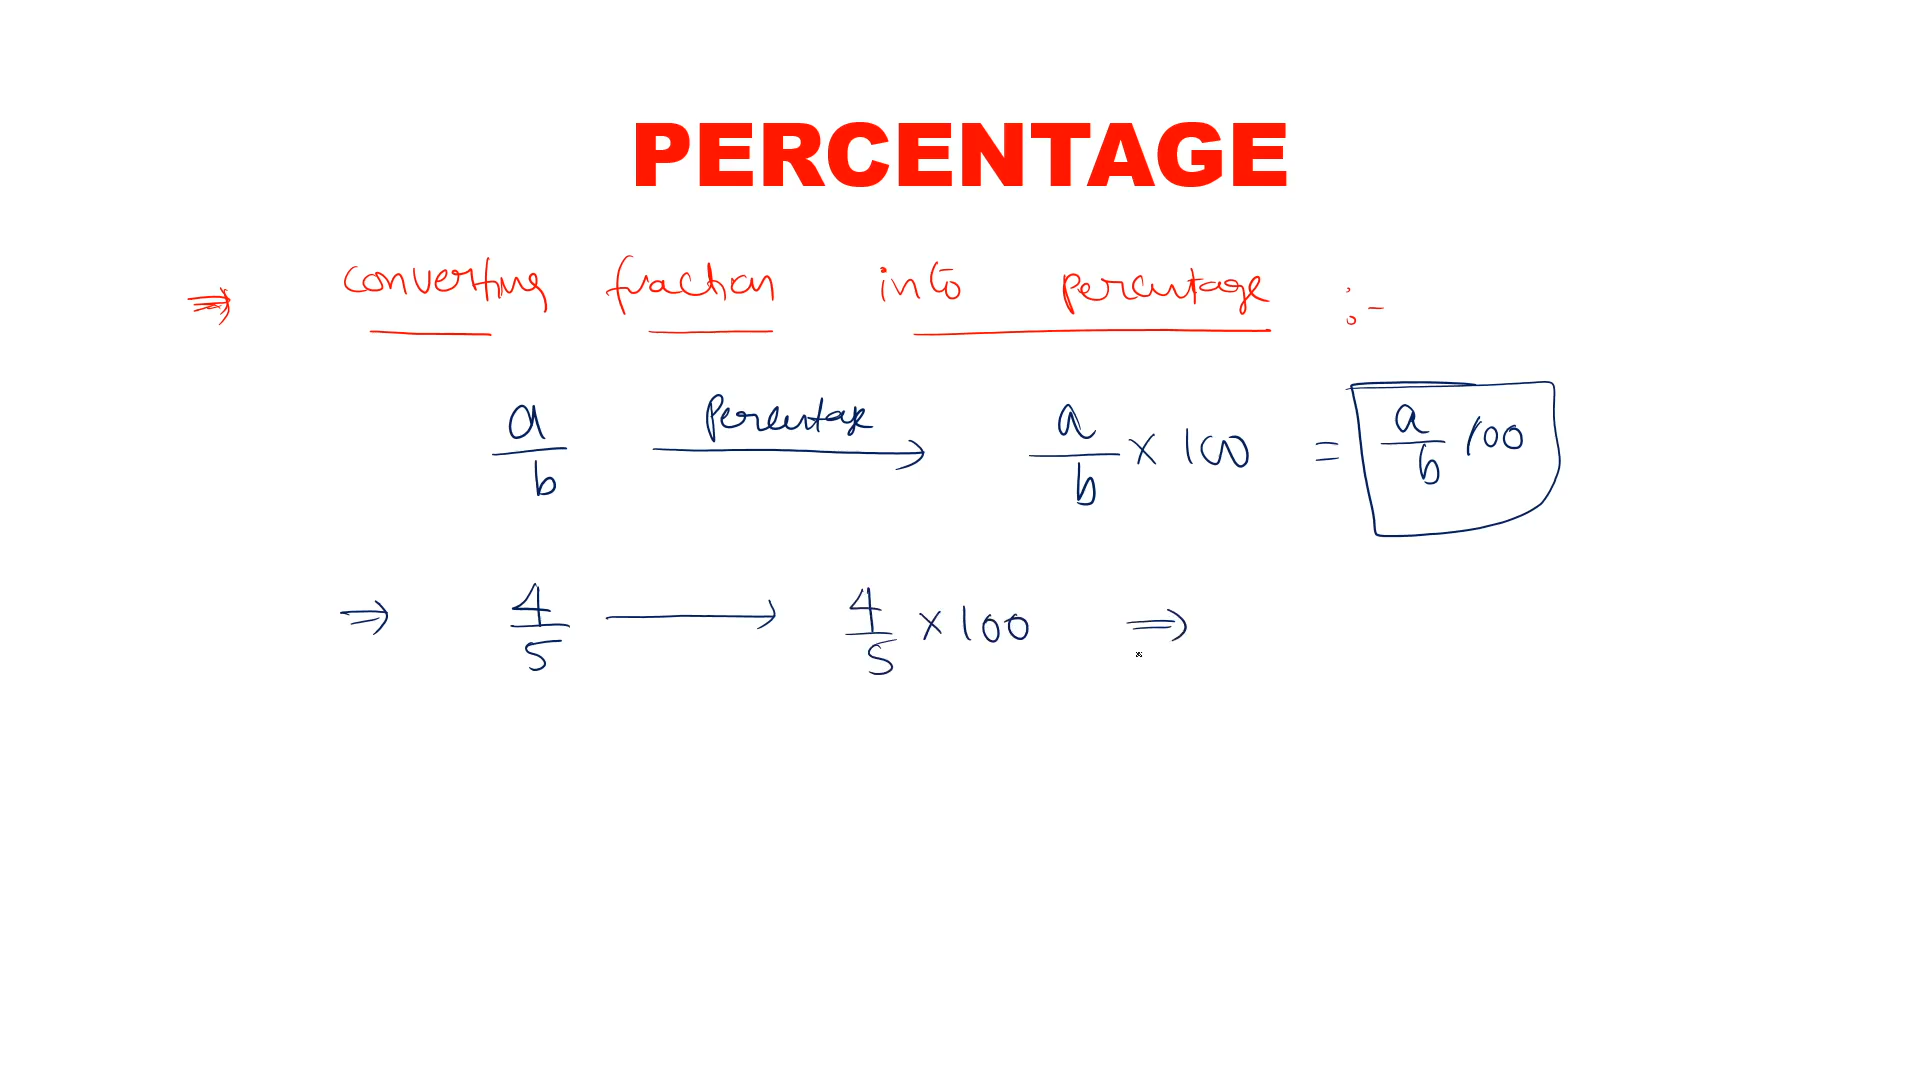 PERCENTAGE
⇒ converting fraction into percentage :-
a/b Percentage → a/b × 100 = a/b 100
⇒ 4/5 → 4/5 × 100 ⇒